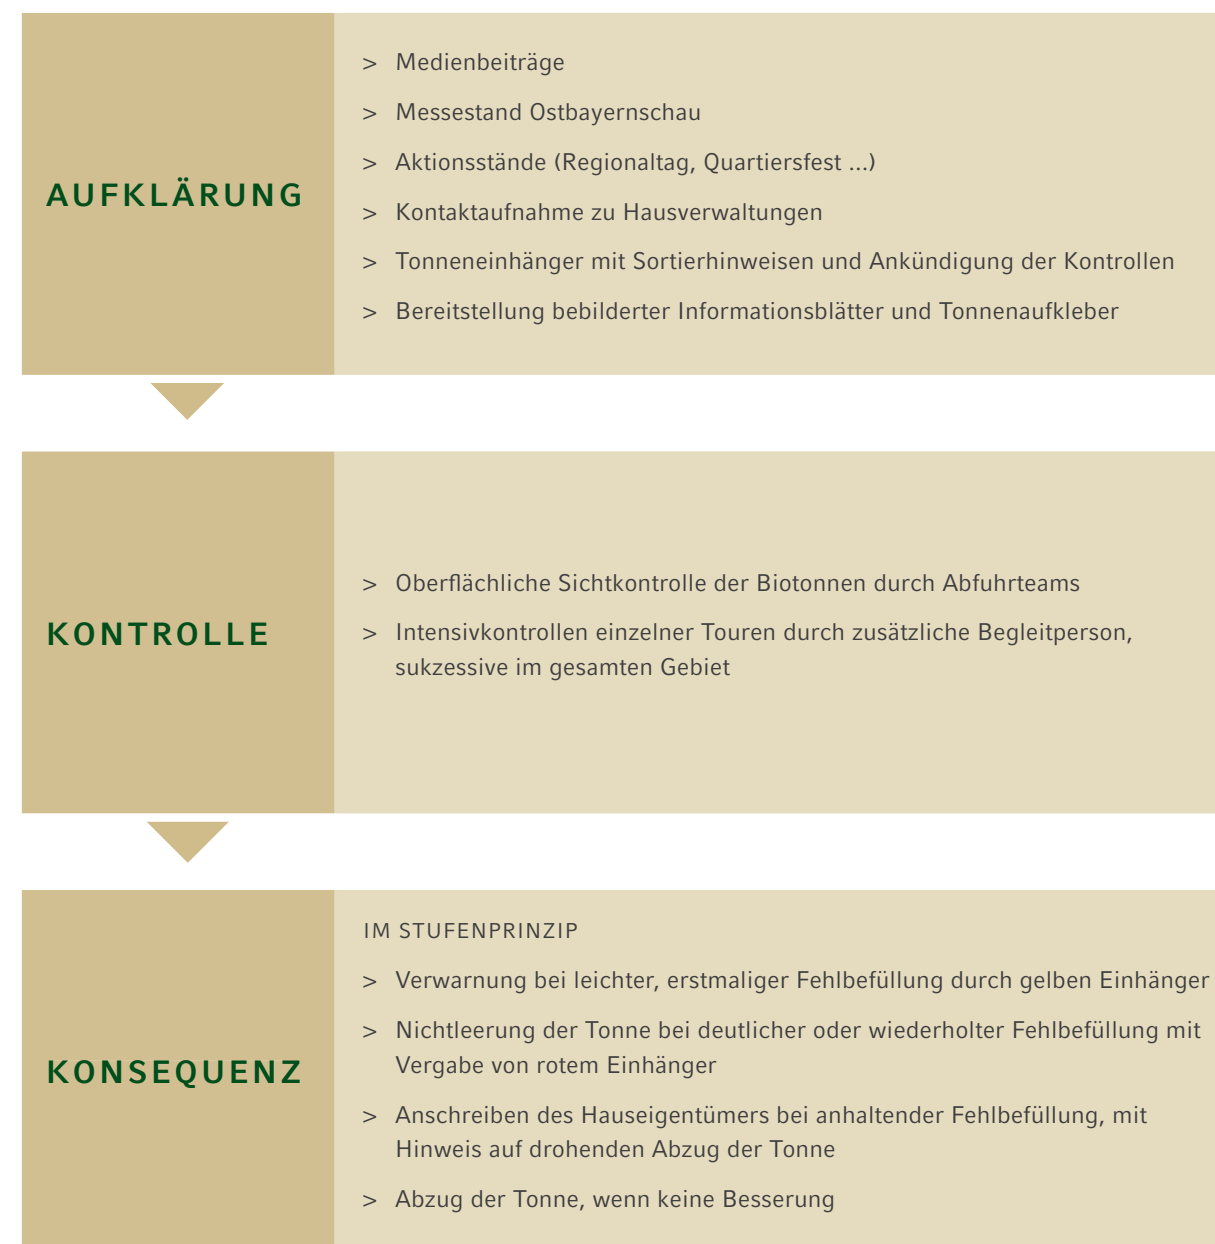 AUFKLÄRUNG
> Medienbeiträge
> Messestand Ostbayernschau
> Aktionsstände (Regionaltag, Quartiersfest ...)
> Kontaktaufnahme zu Hausverwaltungen
> Tonneneinhänger mit Sortierhinweisen und Ankündigung der Kontrollen
> Bereitstellung bebilderter Informationsblätter und Tonnenaufkleber
KONTROLLE
> Oberflächliche Sichtkontrolle der Biotonnen durch Abfuhrteams
> Intensivkontrollen einzelner Touren durch zusätzliche Begleitperson,
sukzessive im gesamten Gebiet
KONSEQUENZ
IM STUFENPRINZIP
> Verwarnung bei leichter, erstmaliger Fehlbefüllung durch gelben Einhänger
> Nichtleerung der Tonne bei deutlicher oder wiederholter Fehlbefüllung mit
Vergabe von rotem Einhänger
> Anschreiben des Hauseigentümers bei anhaltender Fehlbefüllung, mit
Hinweis auf drohenden Abzug der Tonne
> Abzug der Tonne, wenn keine Besserung